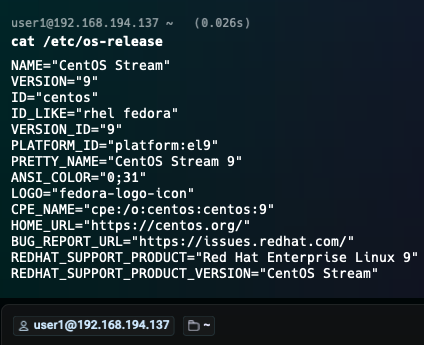 user1@192.168.194.137 ~ (0.026s)
cat /etc/os-release
NAME="CentOS Stream"
VERSION="9"
ID="centos"
ID_LIKE="rhel fedora"
VERSION_ID="9"
PLATFORM_ID="platform:el9"
PRETTY_NAME="CentOS Stream 9"
ANSI_COLOR="0;31"
LOGO="fedora-logo-icon"
CPE_NAME="cpe:/o:centos:centos:9"
HOME_URL="https://centos.org/"
BUG_REPORT_URL="https://issues.redhat.com/"
REDHAT_SUPPORT_PRODUCT="Red Hat Enterprise Linux 9"
REDHAT_SUPPORT_PRODUCT_VERSION="CentOS Stream"
user1@192.168.194.137 ~